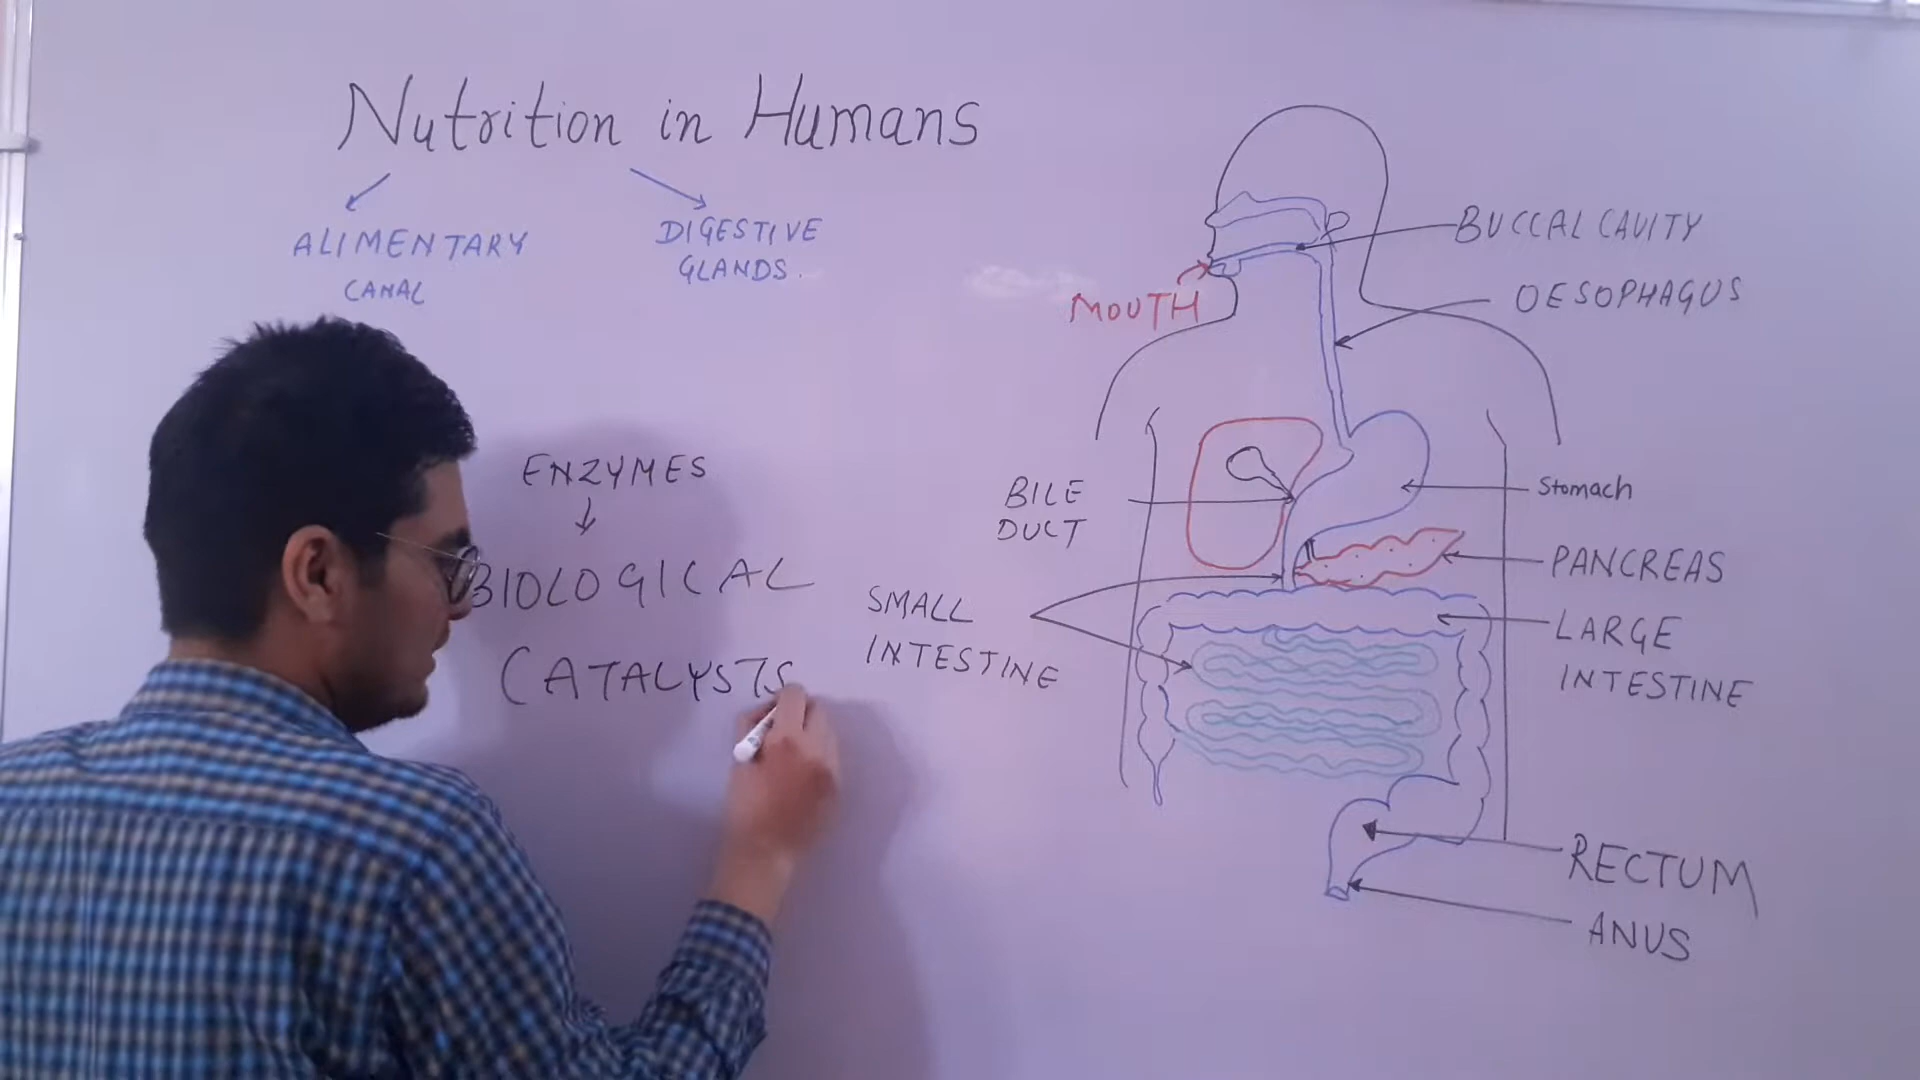 Nutrition in Humans
ALIMENTARY
CANAL
DIGESTIVE
GLANDS.
ENZYMES
BIOLOGICAL
CATALYSTS
MOUTH
BUCCAL CAVITY
OESOPHAGUS
BILE
DUCT
Stomach
PANCREAS
SMALL
INTESTINE
LARGE
INTESTINE
RECTUM
ANUS